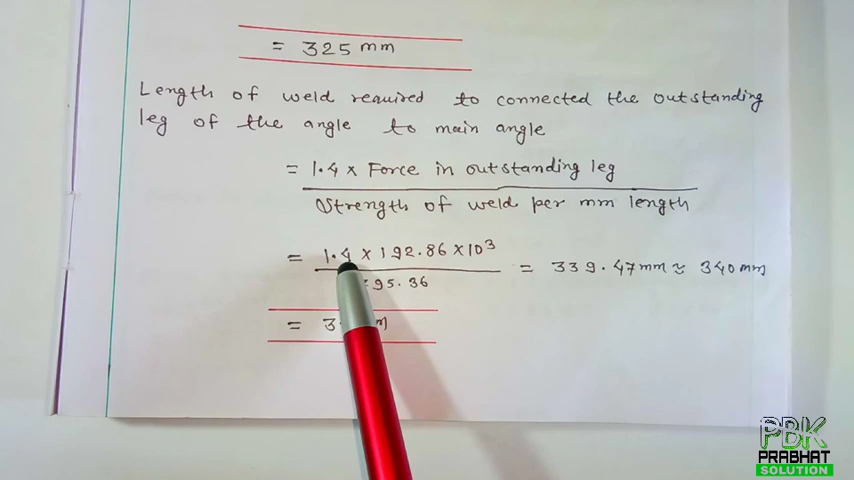 = 325 mm
Length of weld required to connected the outstanding
leg of the angle to main angle
= 1.4 × Force in outstanding leg
Strength of weld per mm length
= 1.4 × 192.86 × 10³ = 339.47 mm ≈ 340 mm
95.36
= 3
PBK
PRABHAT
SOLUTION